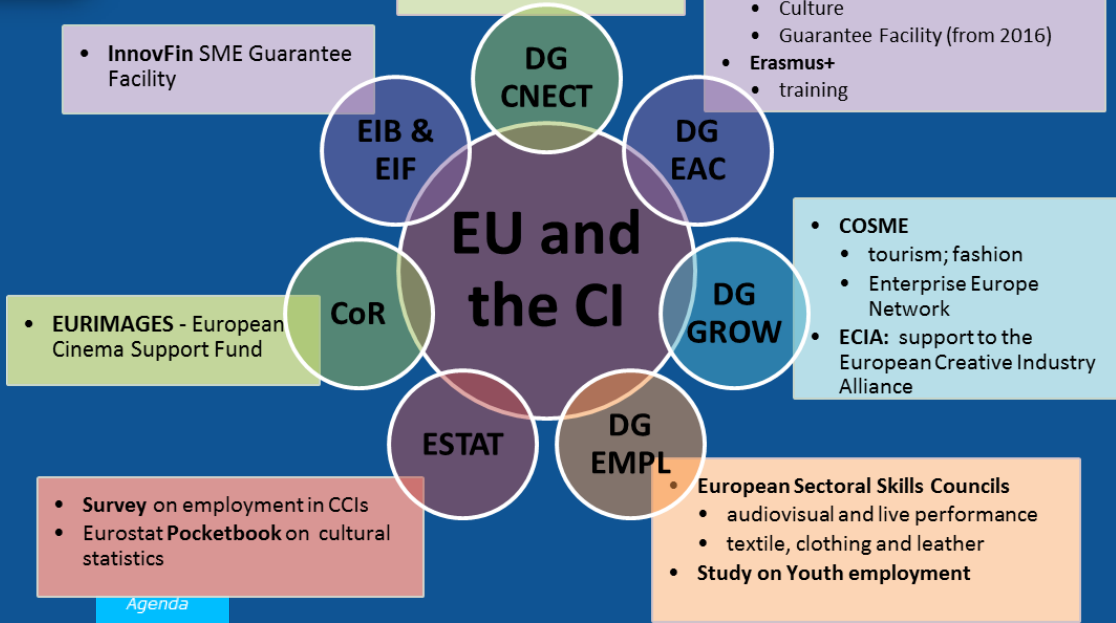 • Culture
• Guarantee Facility (from 2016)
• Erasmus+
• training
• InnovFin SME Guarantee
Facility
DG
CNECT
EIB &
EIF
DG
EAC
EU and
the CI
• COSME
• tourism; fashion
• Enterprise Europe
Network
• ECIA: support to the
European Creative Industry
Alliance
DG
GROW
CoR
• EURIMAGES - European
Cinema Support Fund
ESTAT
DG
EMPL
• Survey on employment in CCIs
• Eurostat Pocketbook on cultural
statistics
• European Sectoral Skills Councils
• audiovisual and live performance
• textile, clothing and leather
• Study on Youth employment
Agenda